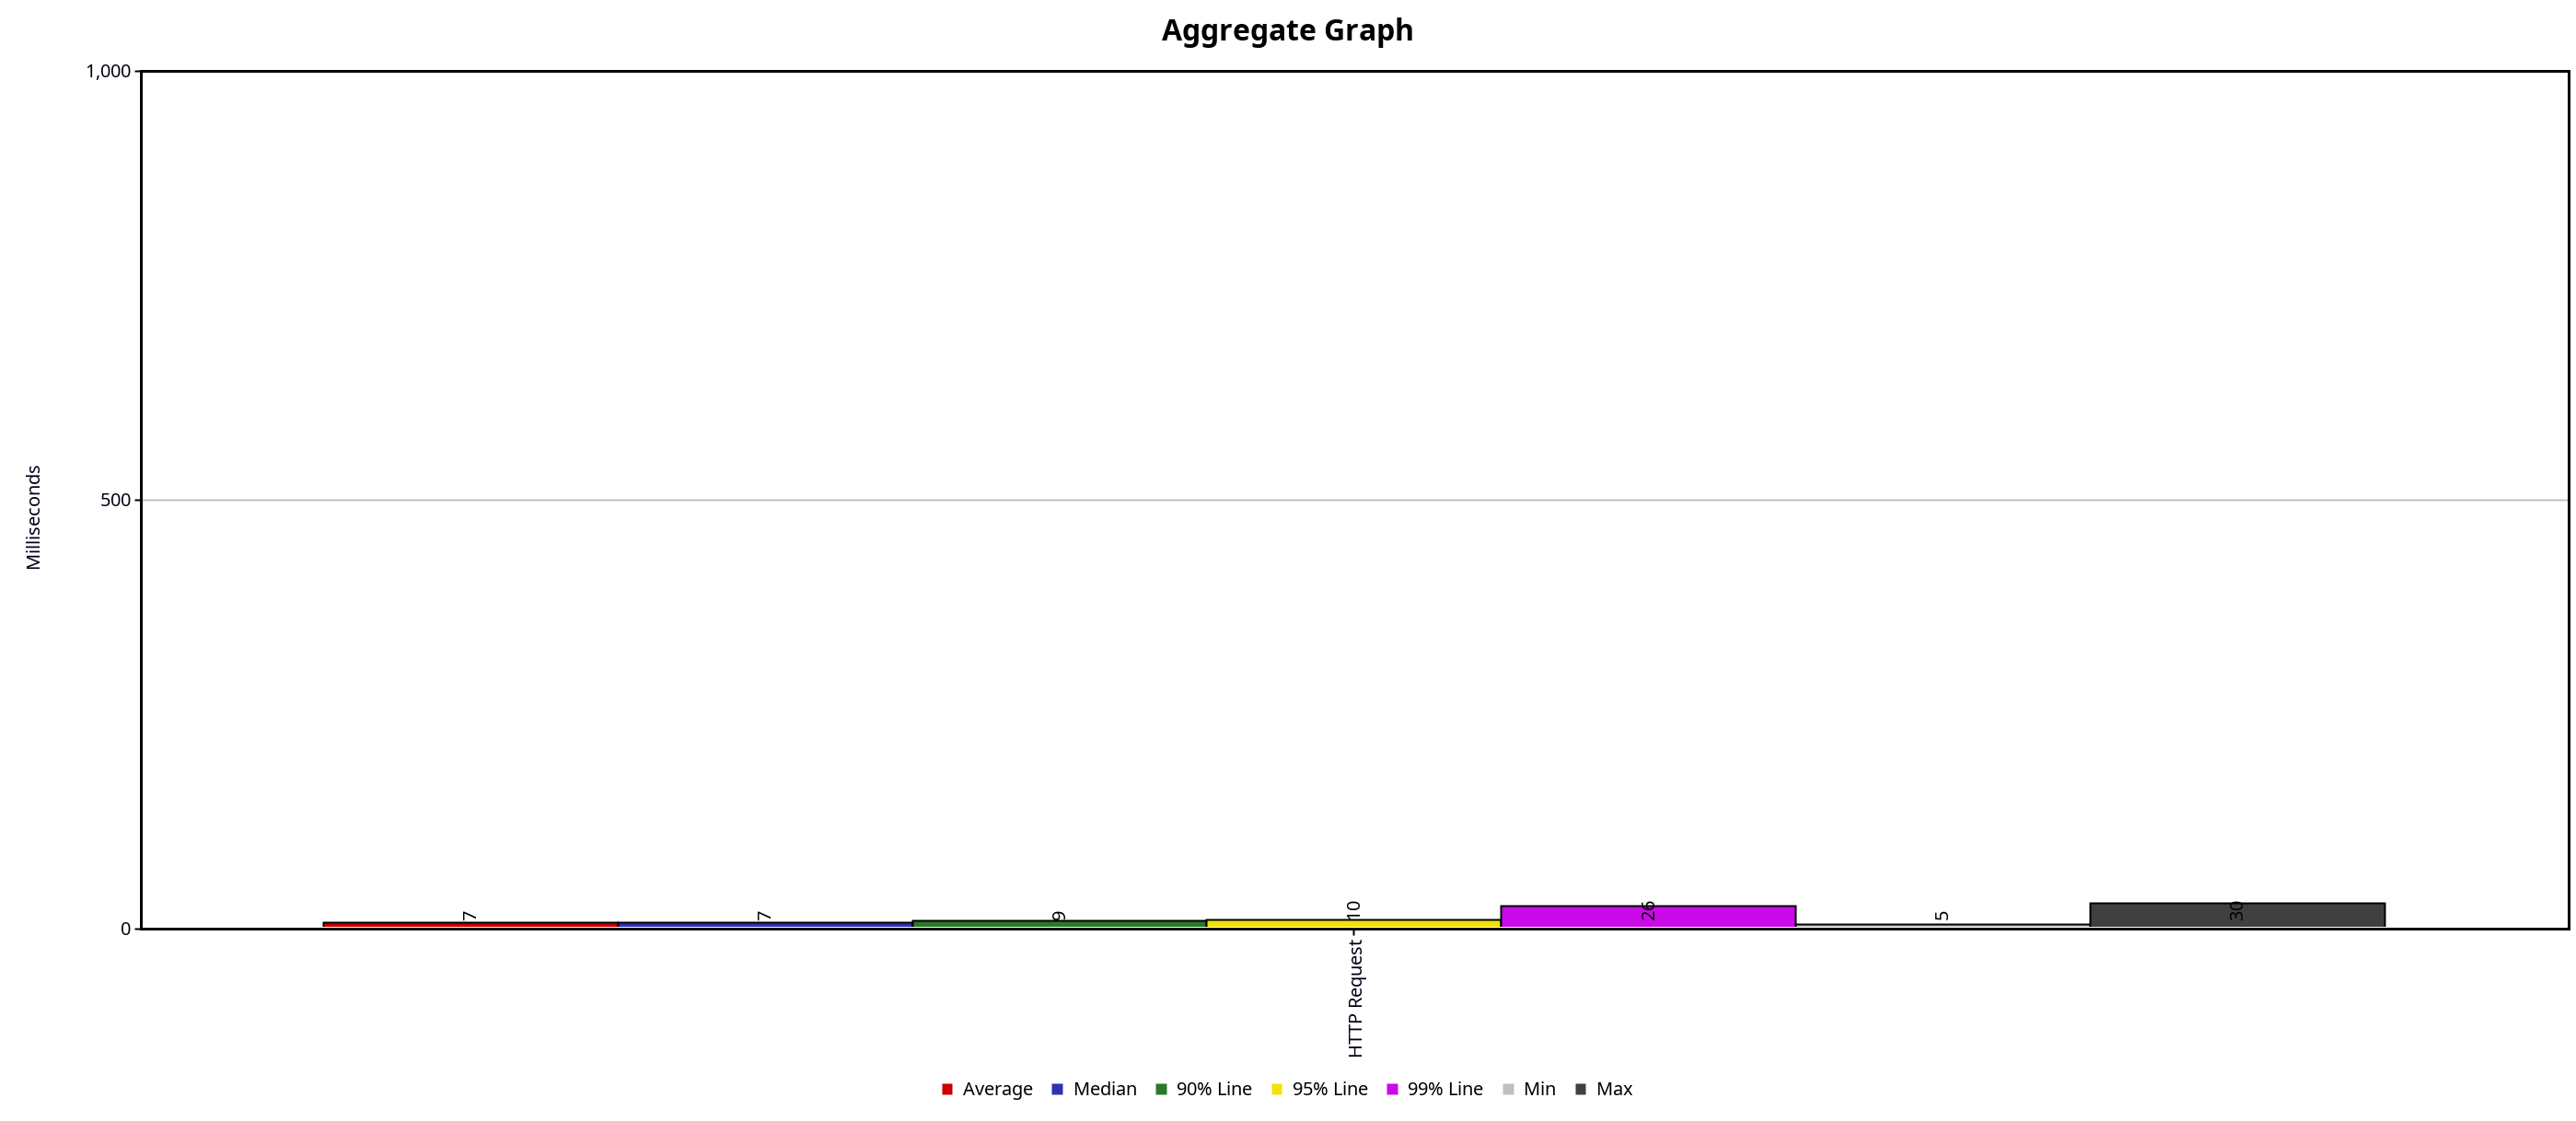 Aggregate Graph
1,000
500
0
Milliseconds
7
7
9
10
26
5
30
HTTP Request
Average Median 90% Line 95% Line 99% Line Min Max